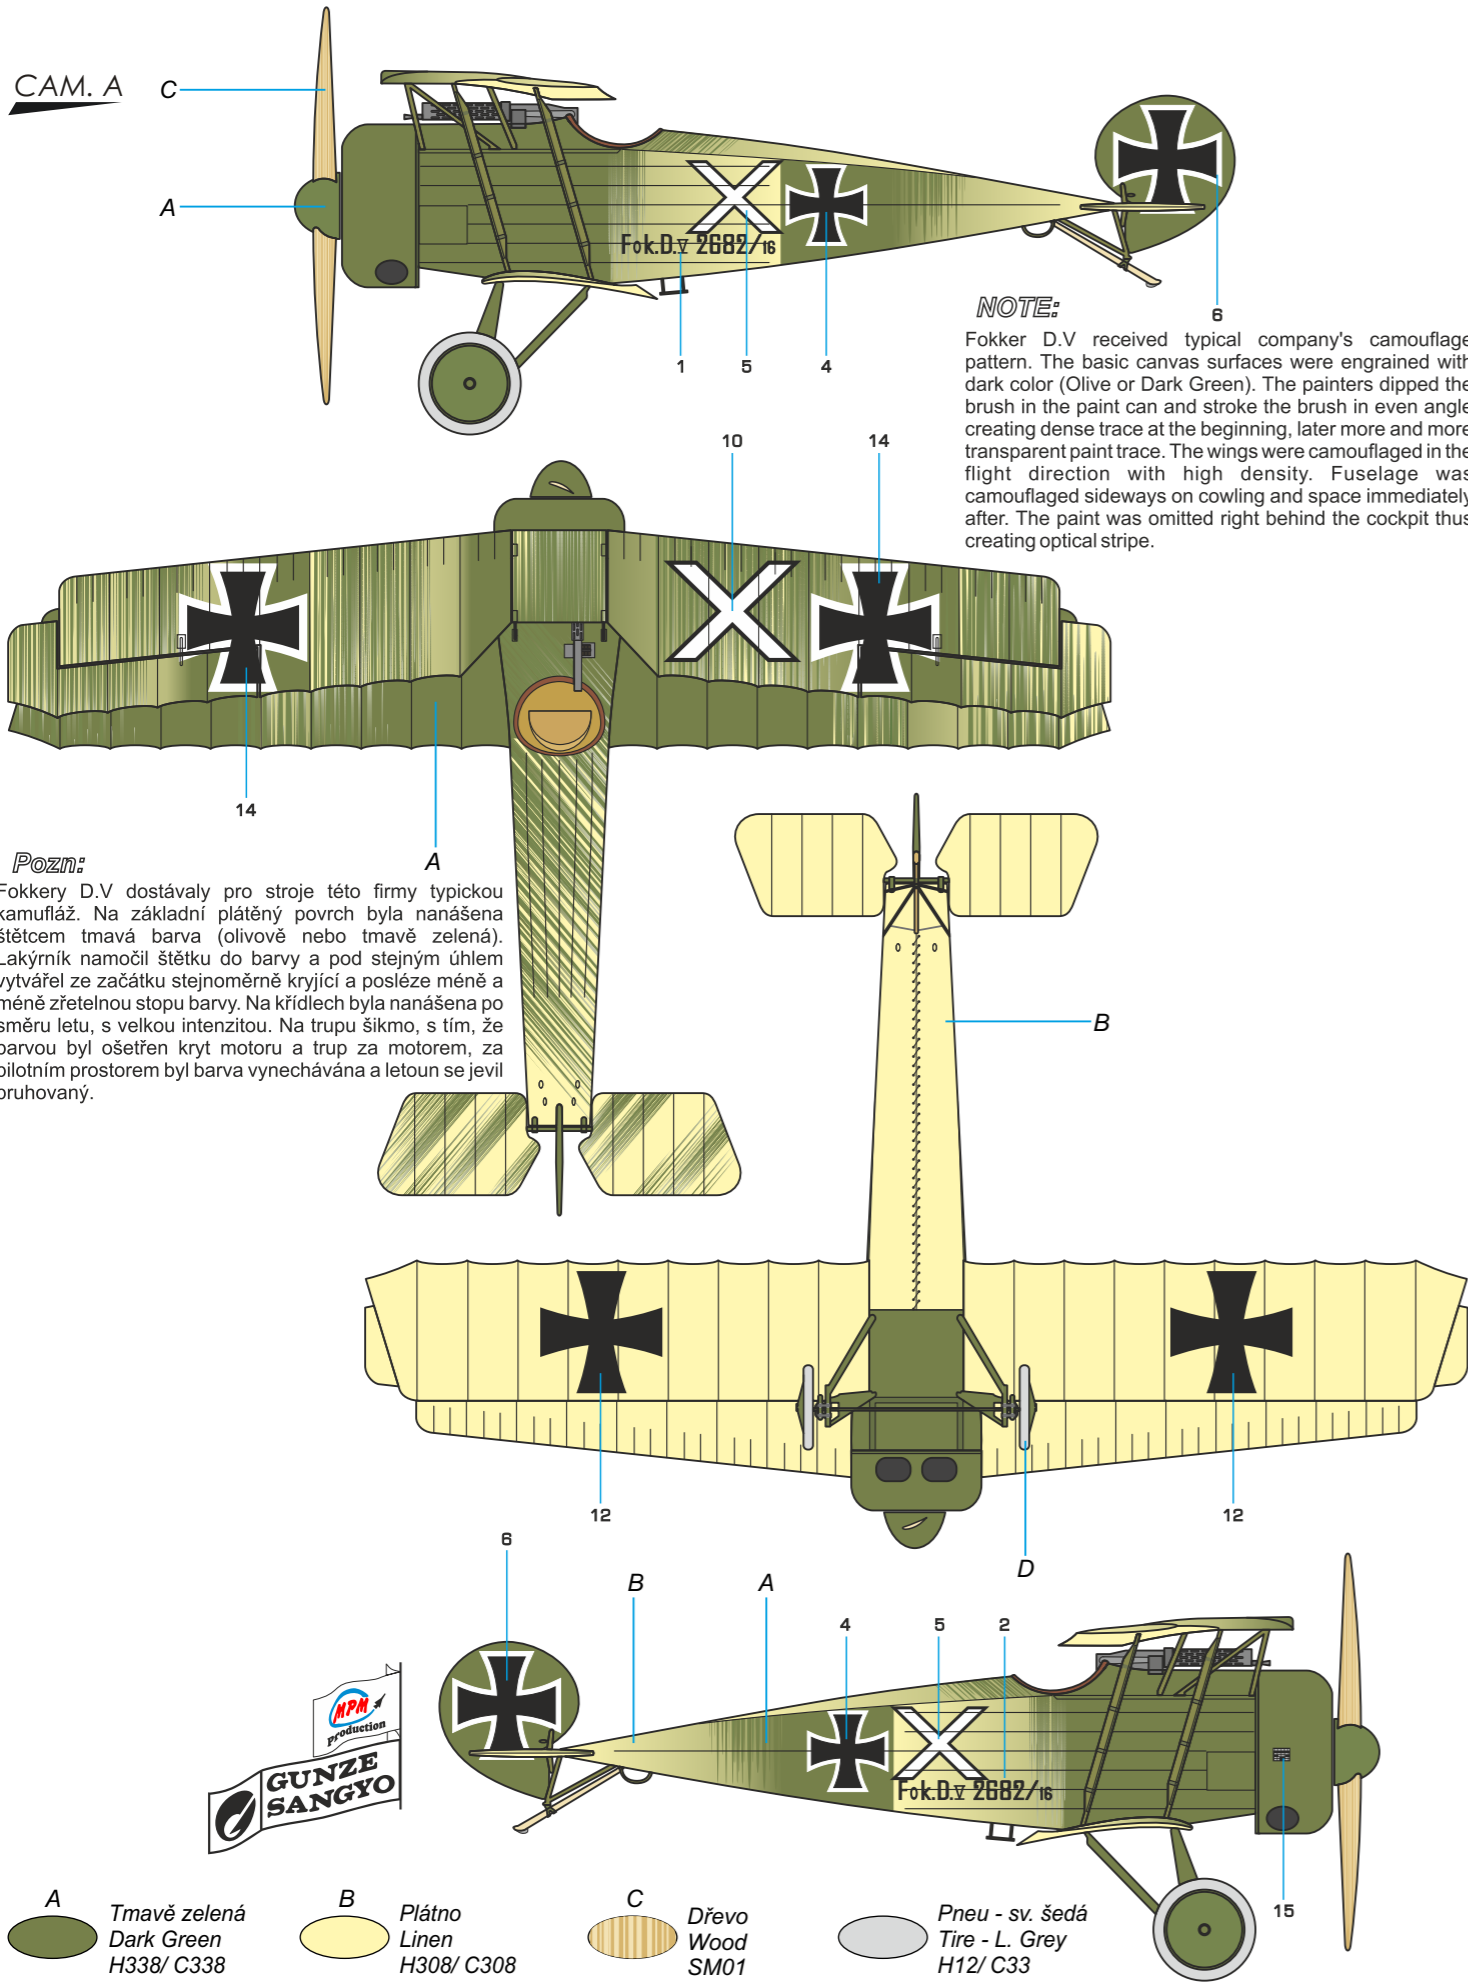 CAM. A
C
A
Fok.D.V 2682/16
1
5
4
6
NOTE:
Fokker D.V received typical company's camouflage
pattern. The basic canvas surfaces were engrained with
dark color (Olive or Dark Green). The painters dipped the
brush in the paint can and stroke the brush in even angle
creating dense trace at the beginning, later more and more
transparent paint trace. The wings were camouflaged in the
flight direction with high density. Fuselage was
camouflaged sideways on cowling and space immediately
after. The paint was omitted right behind the cockpit thus
creating optical stripe.
10
14
14
A
Pozn:
Fokkery D.V dostávaly pro stroje této firmy typickou
kamufláž. Na základní plátěný povrch byla nanášena
štětcem tmavá barva (olivově nebo tmavě zelená).
Lakýrník namočil štětku do barvy a pod stejným úhlem
vytvářel ze začátku stejnoměrně kryjící a posléze méně a
méně zřetelnou stopu barvy. Na křídlech byla nanášena po
směru letu, s velkou intenzitou. Na trupu šikmo, s tím, že
barvou byl ošetřen kryt motoru a trup za motorem, za
pilotním prostorem byl barva vynechávána a letoun se jevil
pruhovaný.
B
12
12
D
6
B
A
4
5
2
Fok.D.V 2682/16
15
MPM
production
GUNZE
SANGYO
A
Tmavě zelená
Dark Green
H338/ C338
B
Plátno
Linen
H308/ C308
C
Dřevo
Wood
SM01
Pneu - sv. šedá
Tire - L. Grey
H12/ C33